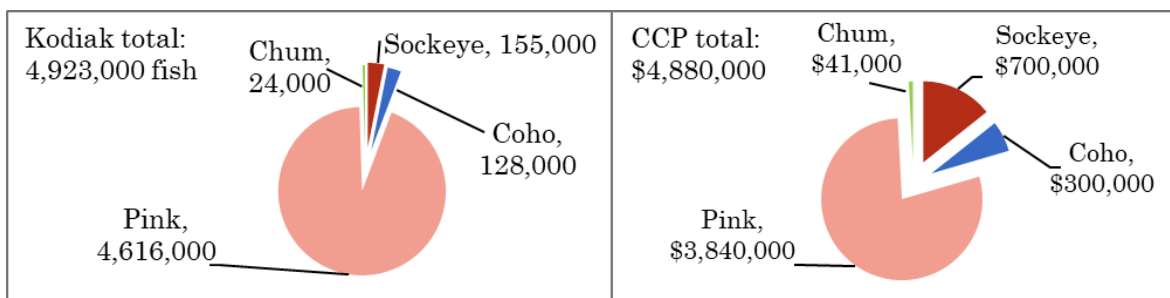 Kodiak total:
4,923,000 fish
Chum,
24,000
Sockeye, 155,000
Coho,
128,000
Pink,
4,616,000
CCP total:
$4,880,000
Chum,
$41,000
Sockeye,
$700,000
Coho,
$300,000
Pink,
$3,840,000